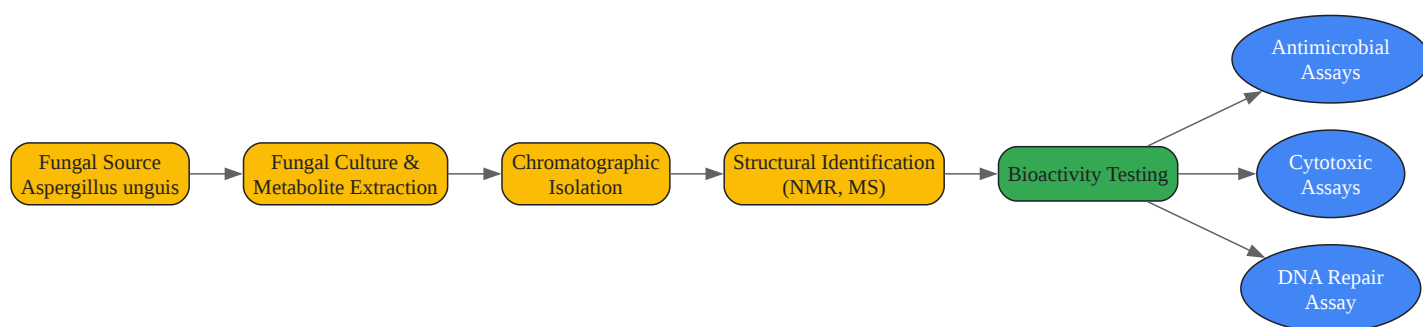 Fungal Source
Aspergillus unguis
Fungal Culture &
Metabolite Extraction
Chromatographic
Isolation
Structural Identification
(NMR, MS)
Bioactivity Testing
Antimicrobial
Assays
Cytotoxic
Assays
DNA Repair
Assay